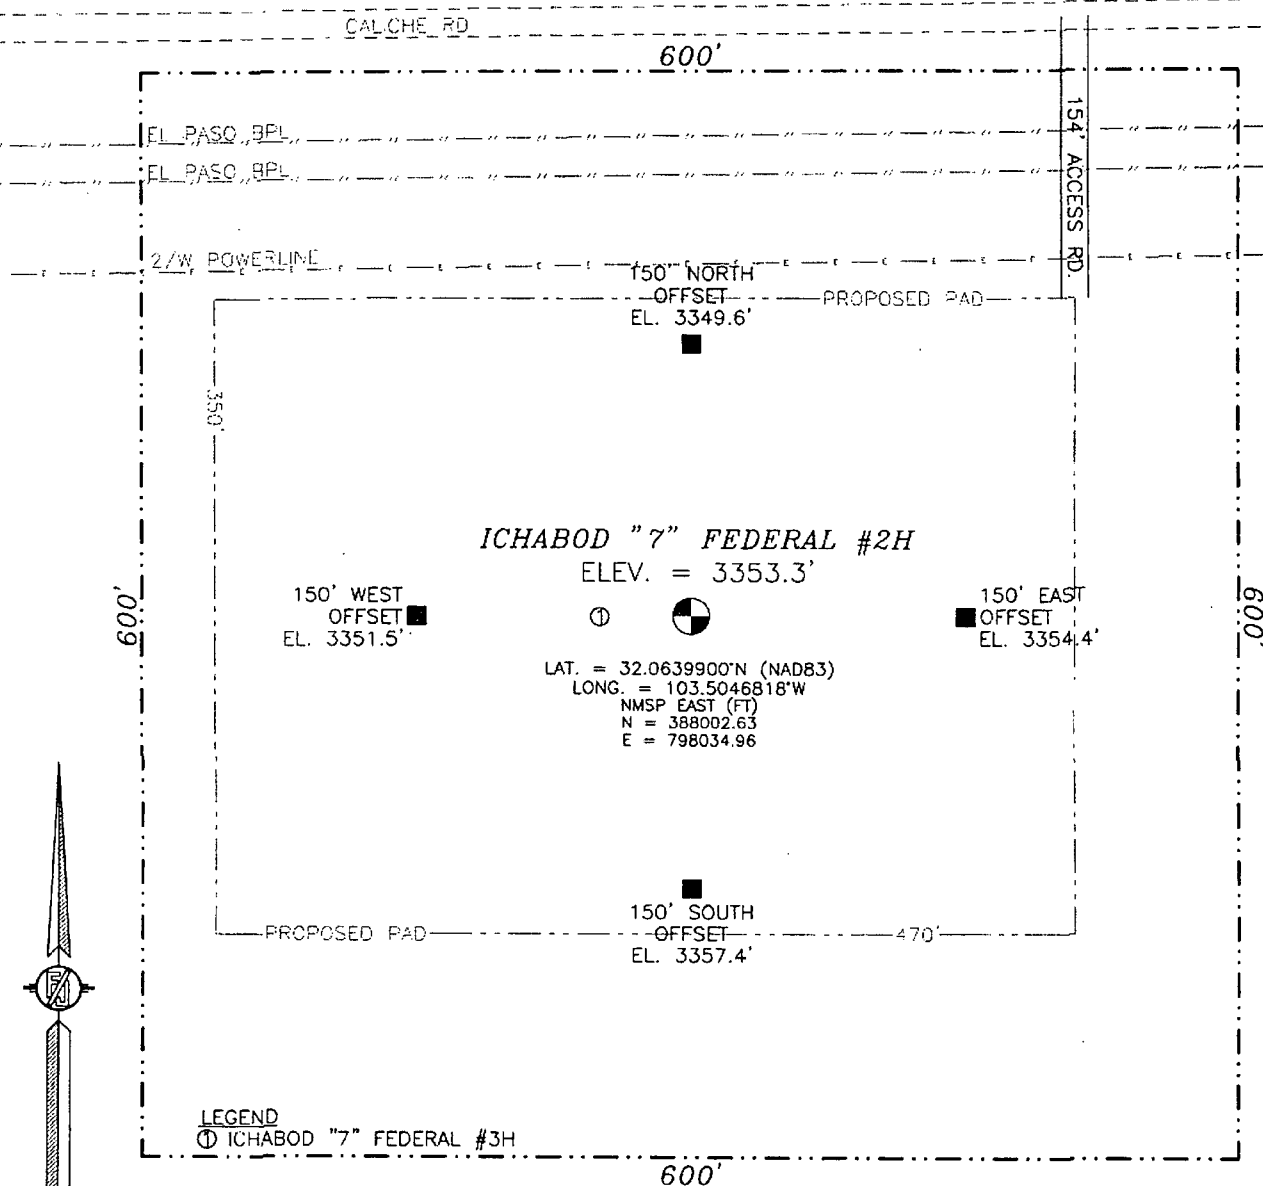 CALCHE RD
600'
154' ACCESS RD.
EL PASO BPL
EL PASO BPL
2/W POWERLINE
150' NORTH
OFFSET
EL. 3349.6'
PROPOSED PAD
350'
ICHABOD "7" FEDERAL #2H
ELEV. = 3353.3'
600'
150' WEST
OFFSET
EL. 3351.5'
1
150' EAST
OFFSET
EL. 3354.4'
600'
LAT. = 32.0639900°N (NAD83)
LONG. = 103.5046818°W
NMSP EAST (FT)
N = 388002.63
E = 798034.96
150' SOUTH
OFFSET
EL. 3357.4'
PROPOSED PAD
470'
LEGEND
① ICHABOD "7" FEDERAL #3H
600'